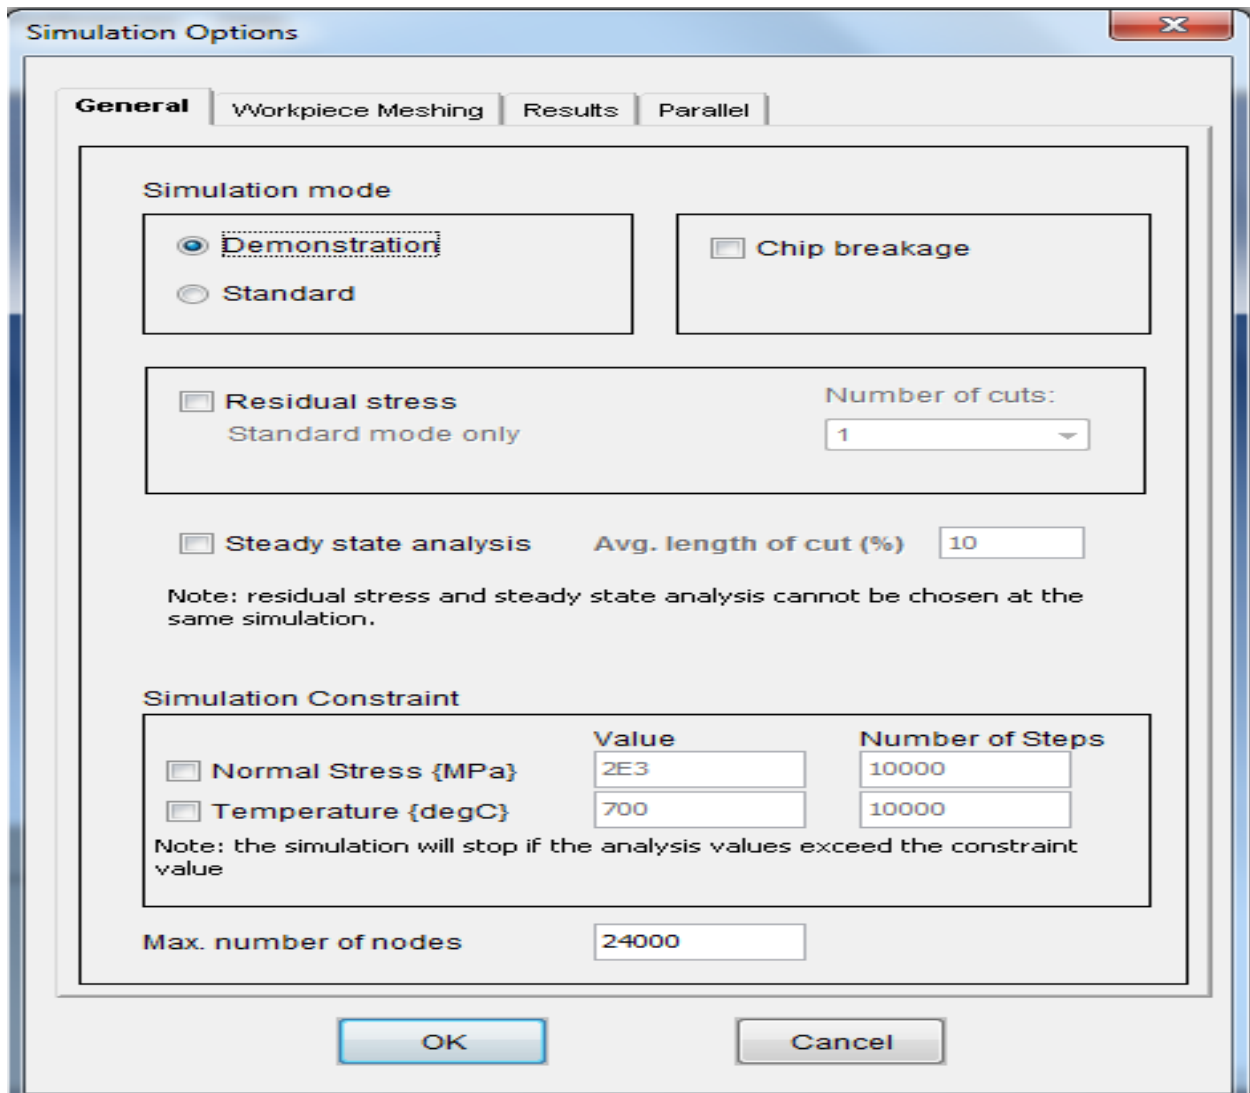 Simulation Options
General
Workpiece Meshing
Results
Parallel
Simulation mode
Demonstration
Standard
Chip breakage
Residual stress
Standard mode only
Number of cuts:
1
Steady state analysis
Avg. length of cut (%)
10
Note: residual stress and steady state analysis cannot be chosen at the
same simulation.
Simulation Constraint
Value
Number of Steps
Normal Stress {MPa}
2E3
10000
Temperature {degC}
700
10000
Note: the simulation will stop if the analysis values exceed the constraint
value
Max. number of nodes
24000
OK
Cancel